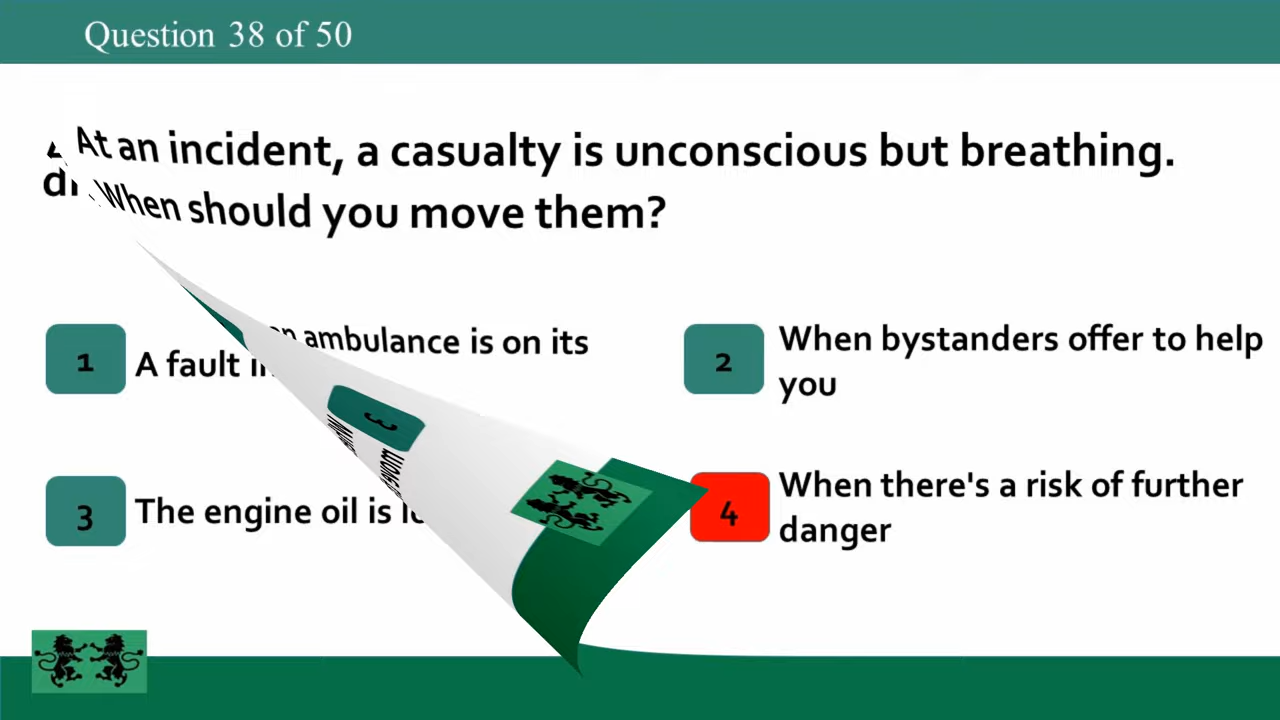 Question 38 of 50
At an incident, a casualty is unconscious but breathing.
When should you move them?
1
ambulance is on its
A fault
2
When bystanders offer to help
you
3
3
The engine oil is
4
When there's a risk of further
danger